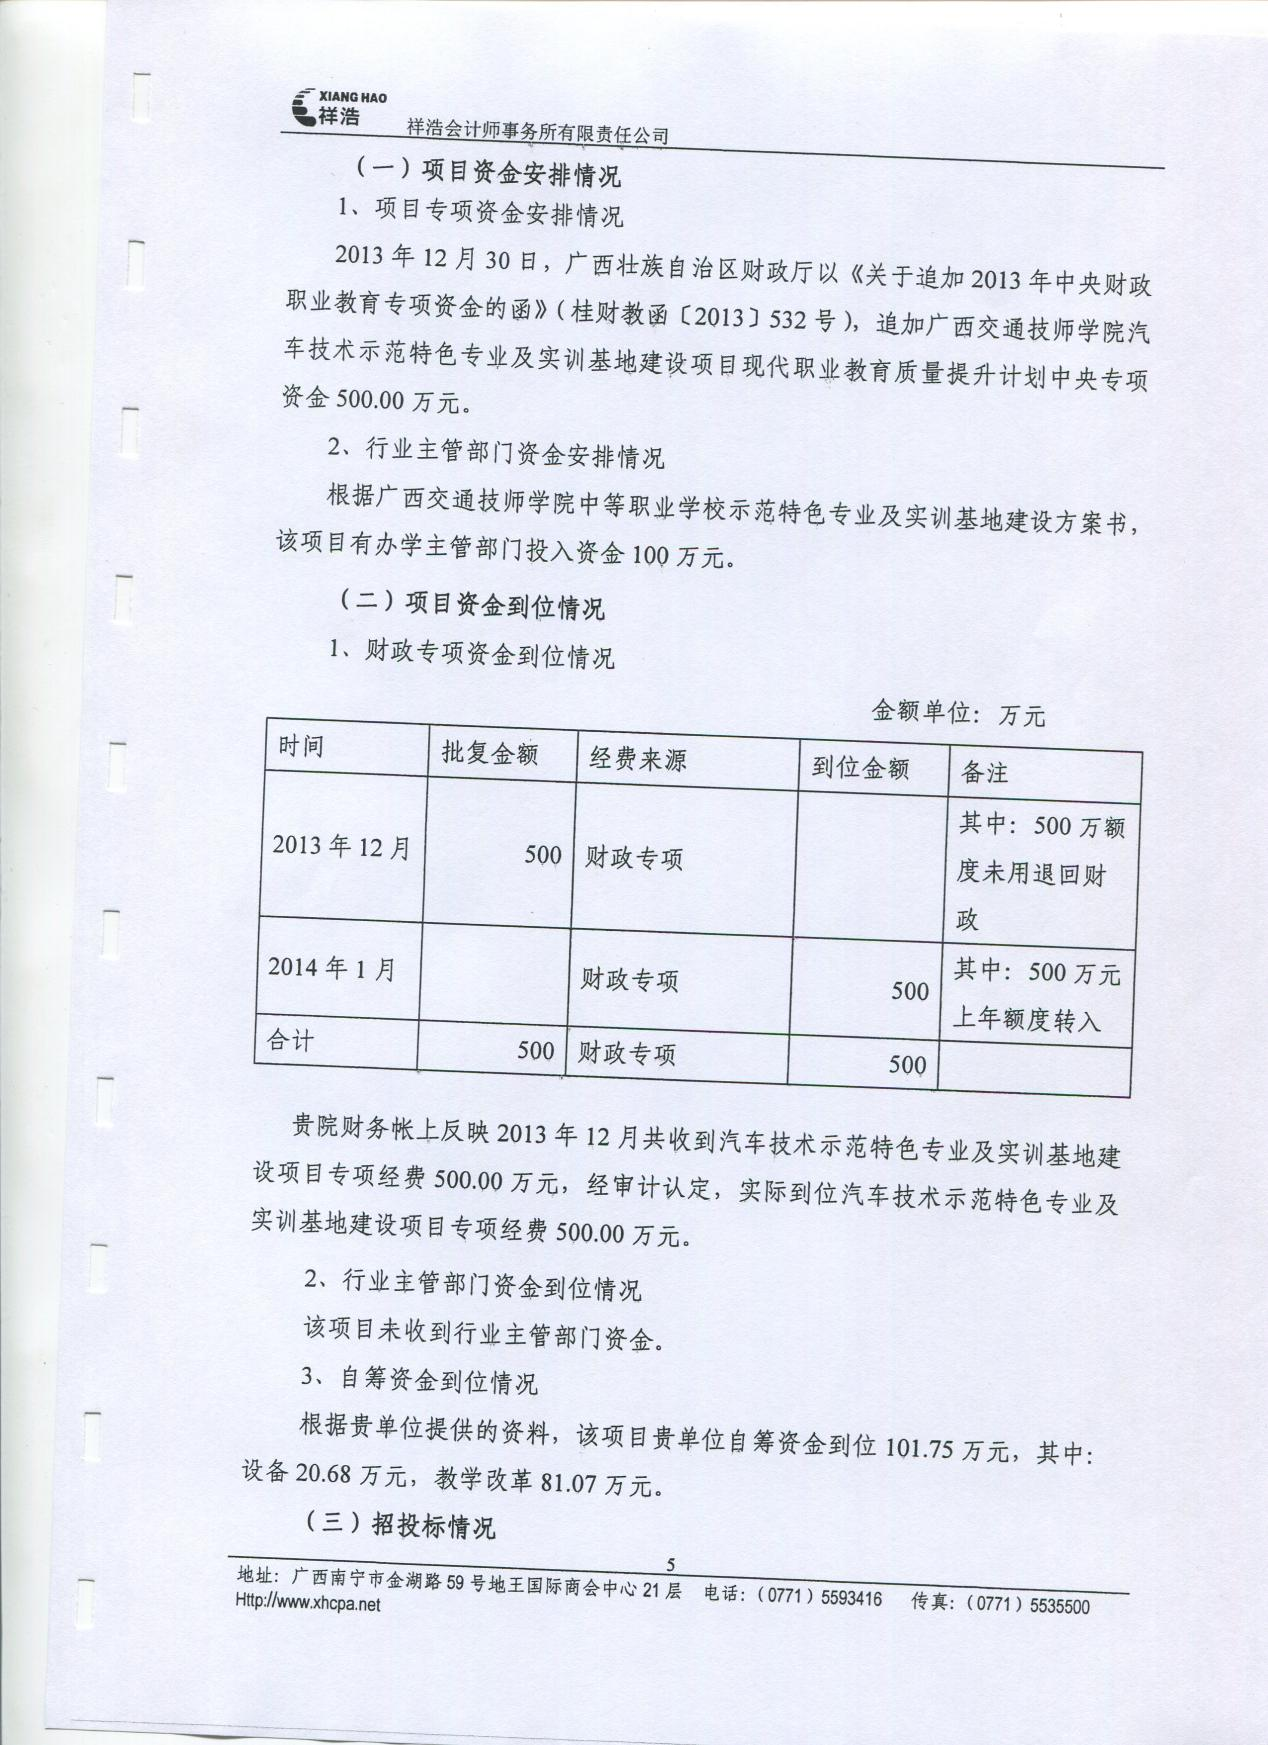 XIANG HAO
祥浩
祥浩会计师事务所有限责任公司
（一）项目资金安排情况
1、项目专项资金安排情况
2013 年 12 月 30 日，广西壮族自治区财政厅以《关于追加 2013 年中央财政
职业教育专项资金的函》（桂财教函〔2013〕532 号），追加广西交通技师学院汽
车技术示范特色专业及实训基地建设项目现代职业教育质量提升计划中央专项
资金 500.00 万元。
2、行业主管部门资金安排情况
根据广西交通技师学院中等职业学校示范特色专业及实训基地建设方案书，
该项目有办学主管部门投入资金 100 万元。
（二）项目资金到位情况
1、财政专项资金到位情况
金额单位：万元
时间 批复金额 经费来源 到位金额 备注
2013 年 12 月 500 财政专项 其中：500 万额
度未用退回财
政
2014 年 1 月 财政专项 500 其中：500 万元
上年额度转入
合计 500 财政专项 500
贵院财务帐上反映 2013 年 12 月共收到汽车技术示范特色专业及实训基地建
设项目专项经费 500.00 万元，经审计认定，实际到位汽车技术示范特色专业及
实训基地建设项目专项经费 500.00 万元。
2、行业主管部门资金到位情况
该项目未收到行业主管部门资金。
3、自筹资金到位情况
根据贵单位提供的资料，该项目贵单位自筹资金到位 101.75 万元，其中：
设备 20.68 万元，教学改革 81.07 万元。
（三）招投标情况
5
地址：广西南宁市金湖路 59 号地王国际商会中心 21 层 电话：（0771）5593416 传真：（0771）5535500
Http://www.xhcpa.net